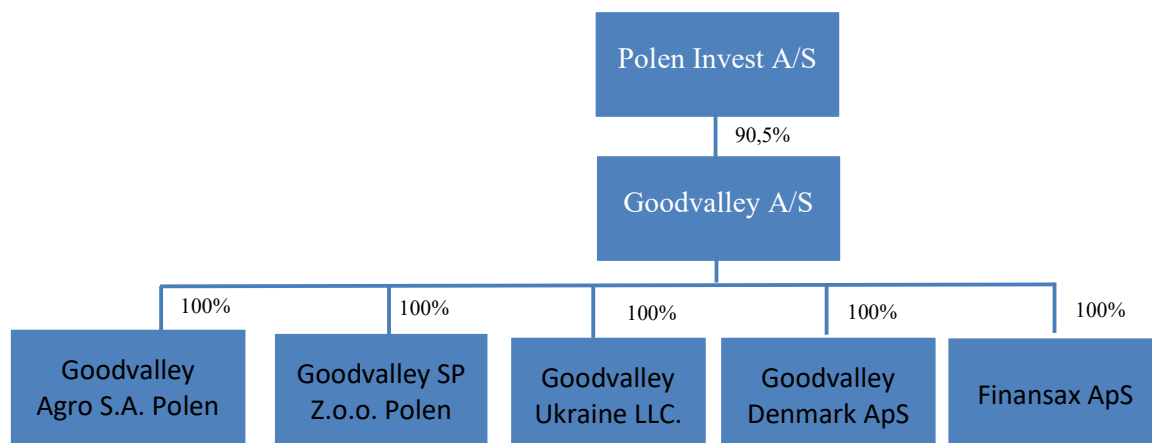 Polen Invest A/S
90,5%
Goodvalley A/S
100%
100%
100%
100%
100%
Goodvalley
Agro S.A. Polen
Goodvalley SP
Z.o.o. Polen
Goodvalley
Ukraine LLC.
Goodvalley
Denmark ApS
Finansax ApS